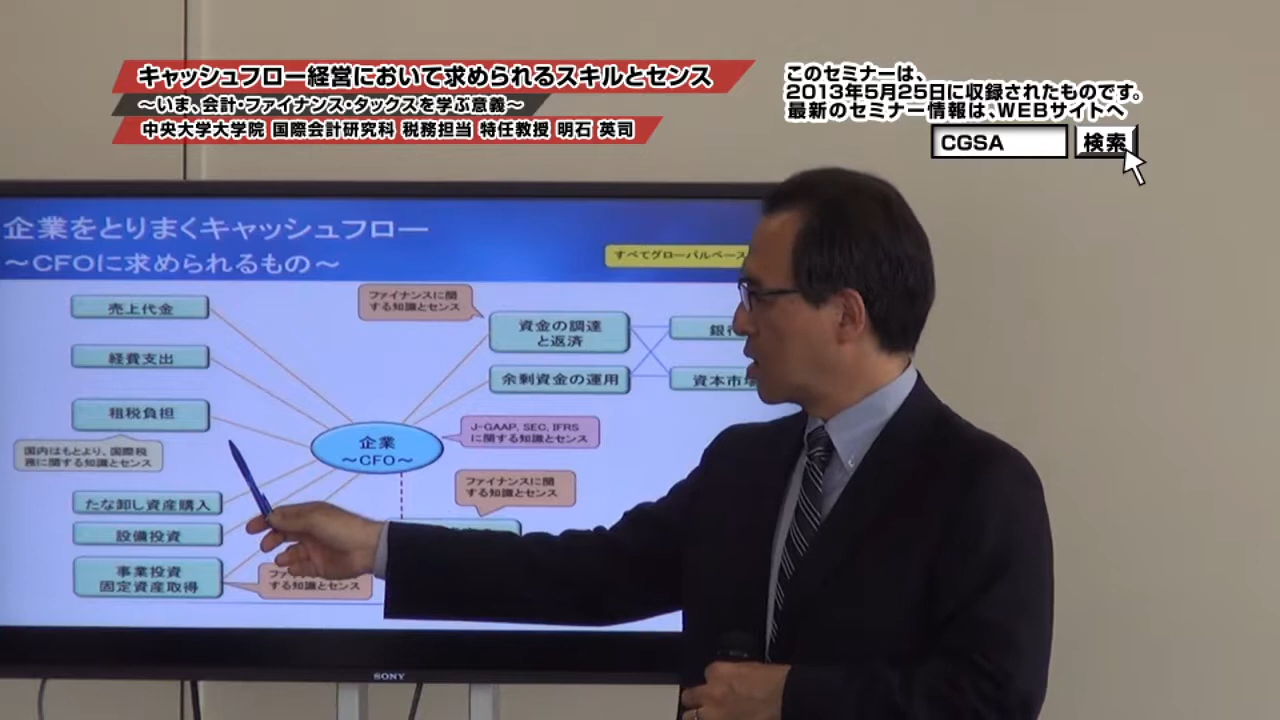 キャッシュフロー経営において求められるスキルとセンス
～いま、会計・ファイナンス・タックスを学ぶ意義～
中央大学大学院 国際会計研究科 税務担当 特任教授 明石 英司
このセミナーは、
2013年5月25日に収録されたものです。
最新のセミナー情報は、WEBサイトへ
CGSA
検索
企業をとりまくキャッシュフロー
～CFOに求められるもの～
すべてグローバルベース
売上代金
経費支出
租税負担
国内はもとより、国際税
務に関する知識とセンス
たな卸し資産購入
設備投資
事業投資
固定資産取得
ファイナンスに関
する知識とセンス
資金の調達
と返済
余剰資金の運用
銀行
資本市場
企業
～CFO～
J-GAAP, SEC, IFRS
に関する知識とセンス
ファイナンスに関
する知識とセンス
する知識とセンス
SONY